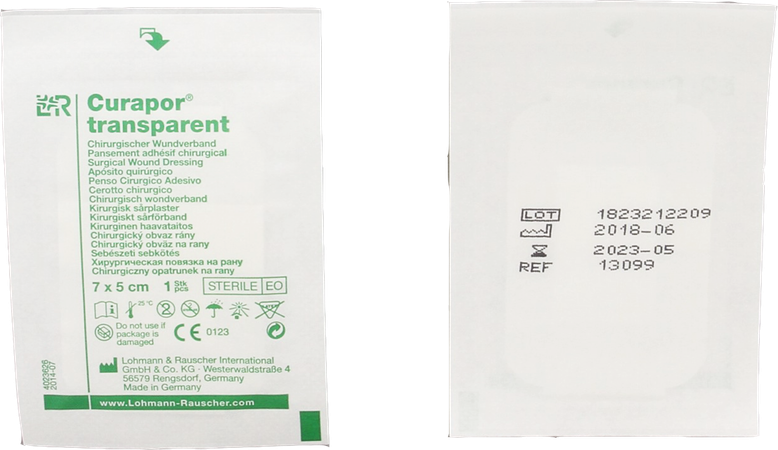 L&R
Curapor®
transparent
Chirurgischer Wundverband
Pansement adhésif chirurgical
Surgical Wound Dressing
Apósito quirúrgico
Penso Cirurgico Adesivo
Cerotto chirurgico
Chirurgisch wondverband
Kirurgisk sårplaster
Kirurgiskt sårförband
Kirurginen haavataitos
Chirurgický obvaz rány
Chirurgický obväz na rany
Sebészeti sebkötés
Хирургическая повязка на рану
Chirurgiczny opatrunek na rany
7 x 5 cm 1 Stk pcs STERILE EO
25 °C 2
Do not use if
package is
damaged
CE 0123
Lohmann & Rauscher International
GmbH & Co. KG · Westerwaldstraße 4
56579 Rengsdorf, Germany
Made in Germany
4023626
2014-07
www.Lohmann-Rauscher.com
LOT 1823212209
2018-06
2023-05
REF 13099